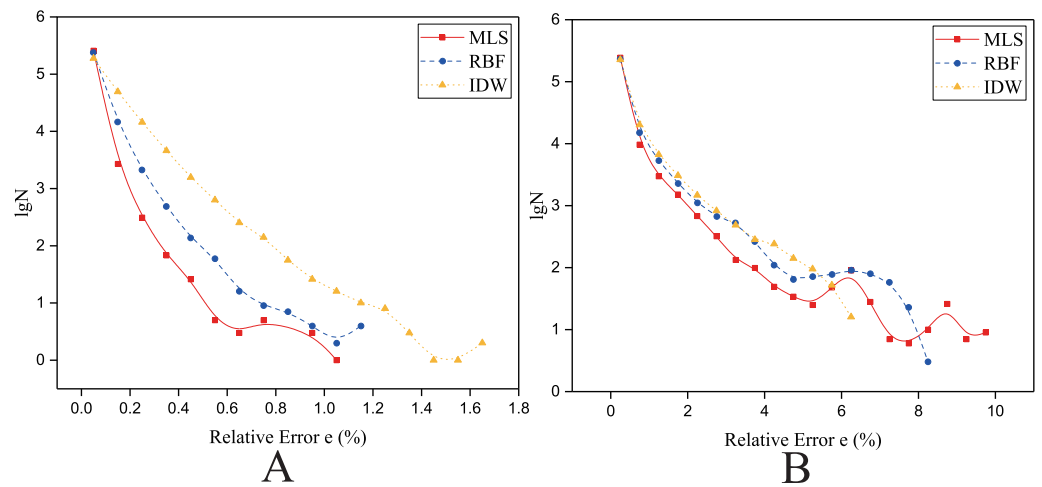 6
5
4
3
2
1
0
lgN
0.0 0.2 0.4 0.6 0.8 1.0 1.2 1.4 1.6 1.8
Relative Error e (%)
MLS
RBF
IDW
A
6
5
4
3
2
1
0
lgN
0 2 4 6 8 10
Relative Error e (%)
MLS
RBF
IDW
B